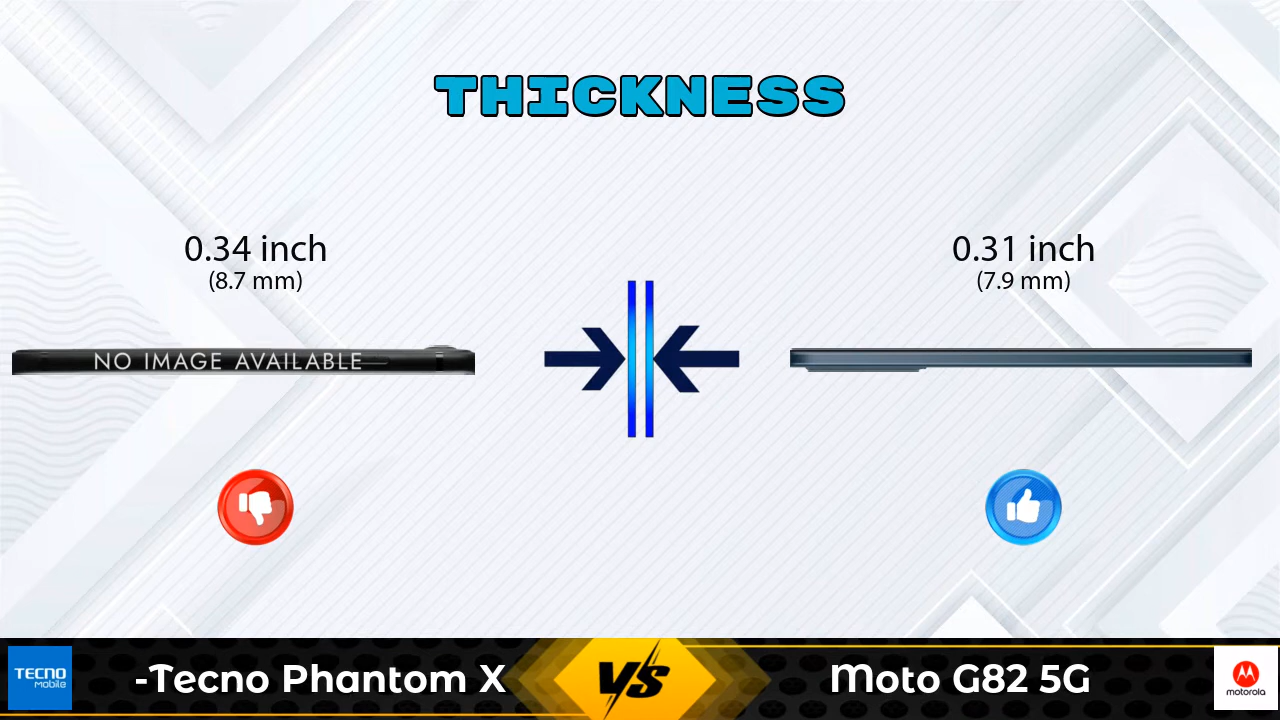 THICKNESS
0.34 inch
(8.7 mm)
0.31 inch
(7.9 mm)
NO IMAGE AVAILABLE
TECNO
mobile
-Tecno Phantom X
VS
Moto G82 5G
motorola